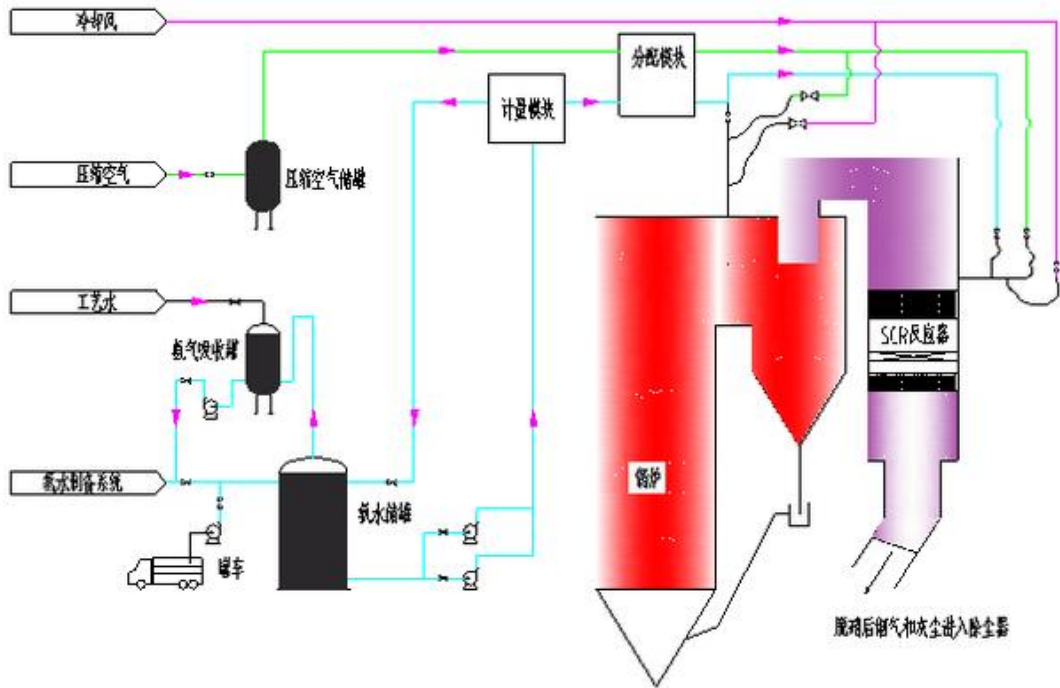 冷却风
分配模块
计量模块
压缩空气
压缩空气储罐
工艺水
氨气吸收罐
SCR反应器
氨水制备系统
氨水储罐
锅炉
罐车
脱硝后烟气和灰尘进入除尘器